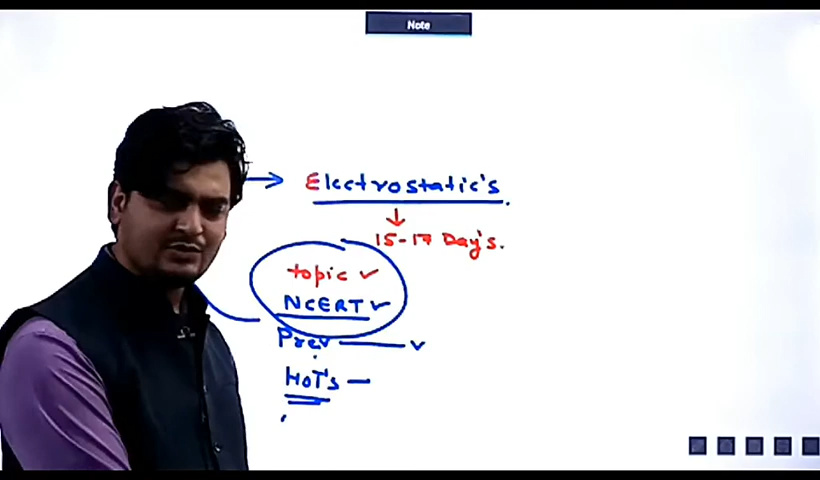 Note
Electrostatic's
15-17 Day's.
topic ✓
NCERT ✓
Prev
HOT's